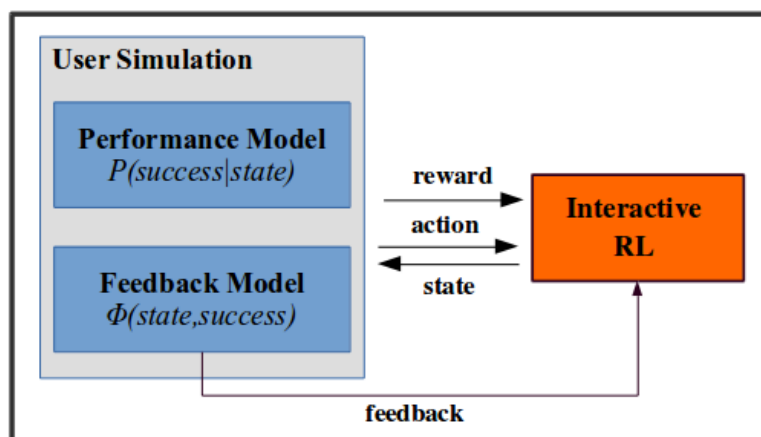 User Simulation
Performance Model
P(success|state)
Feedback Model
Φ(state,success)
reward
action
state
Interactive
RL
feedback